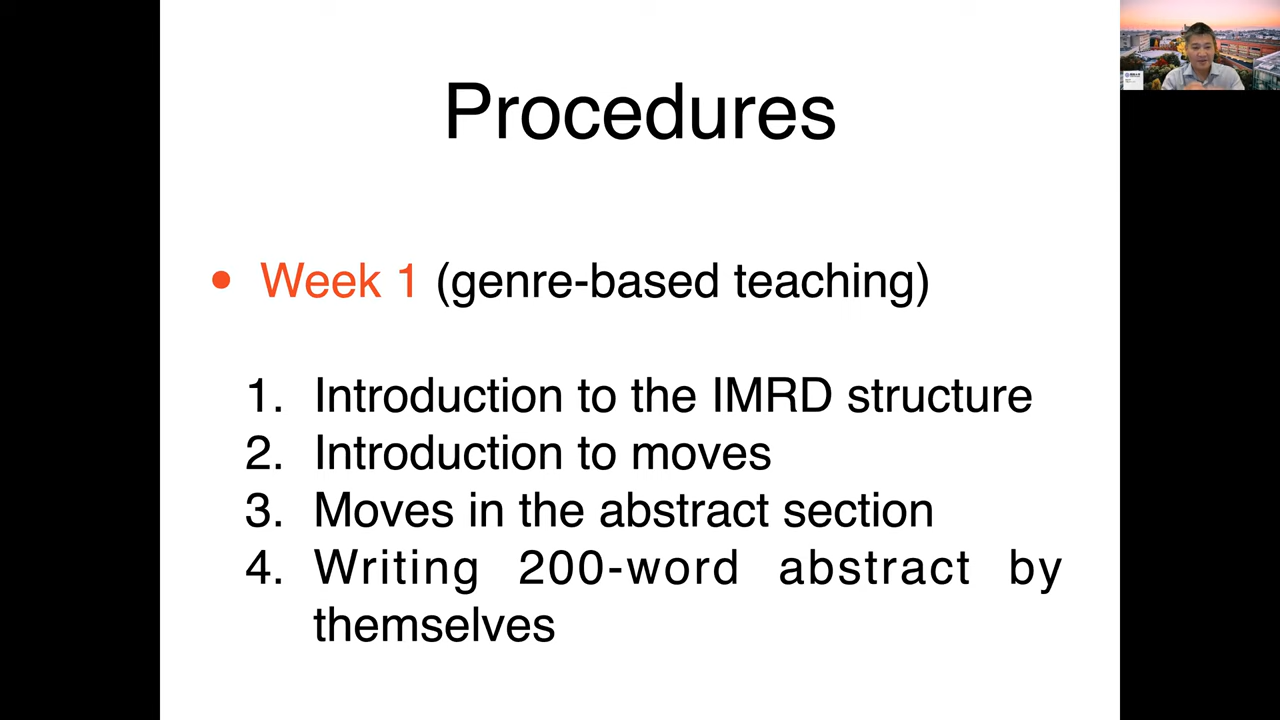 Procedures
• Week 1 (genre-based teaching)
1. Introduction to the IMRD structure
2. Introduction to moves
3. Moves in the abstract section
4. Writing 200-word abstract by
themselves